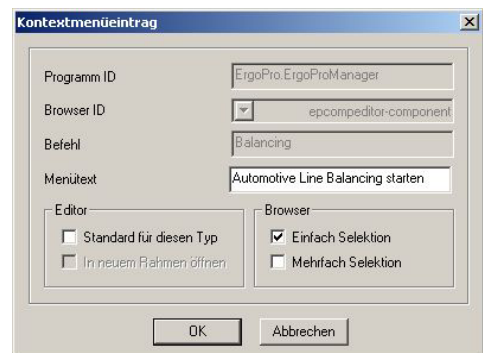 Kontextmenüeintrag
Programm ID
ErgoPro.ErgoProManager
Browser ID
epcompeditor-component
Befehl
Balancing
Menütext
Automotive Line Balancing starten
Editor
Standard für diesen Typ
In neuem Rahmen öffnen
Browser
Einfach Selektion
Mehrfach Selektion
OK
Abbrechen